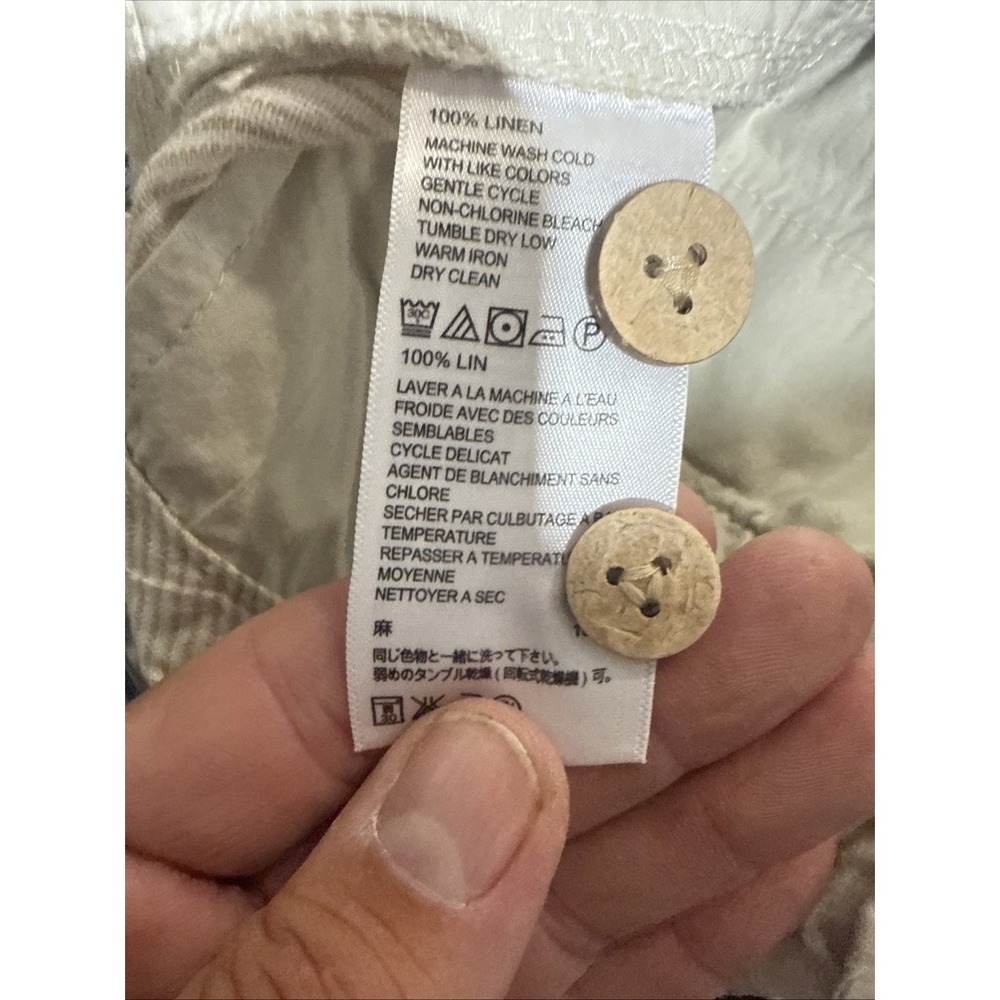 100% LINEN
MACHINE WASH COLD
WITH LIKE COLORS
GENTLE CYCLE
NON-CHLORINE BLEACH
TUMBLE DRY LOW
WARM IRON
DRY CLEAN
30C P
100% LIN
LAVER A LA MACHINE A L'EAU
FROIDE AVEC DES COULEURS
SEMBLABLES
CYCLE DELICAT
AGENT DE BLANCHIMENT SANS
CHLORE
SECHER PAR CULBUTAGE A
TEMPERATURE
REPASSER A
MOYENNE
NETTOYER A SEC
麻
同じ色物と一緒に洗って下さい。
弱めのタンブル乾燥(回転式乾燥機)可。
30